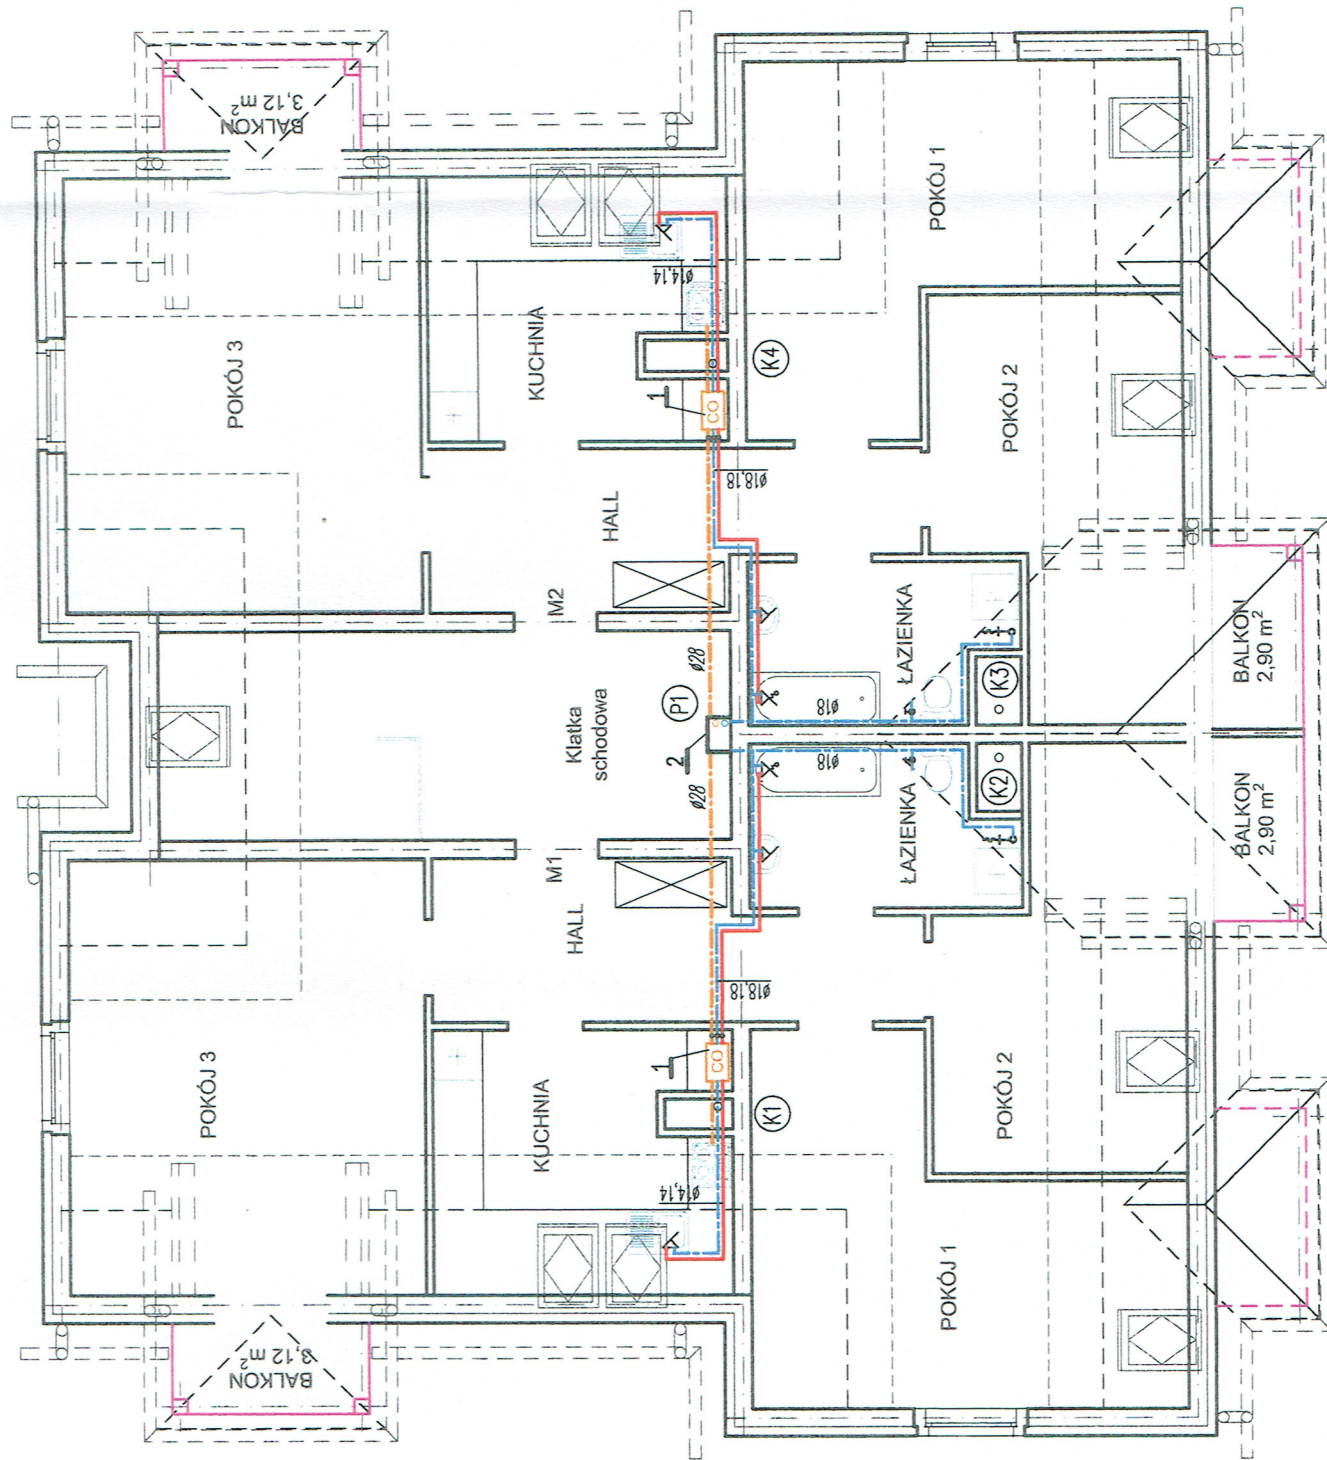 BALKON
3,12 m²
POKÓJ 3
KUCHNIA
POKÓJ 1
ø14,14
K4
1
CO
POKÓJ 2
HALL
ø18,18
M2
ŁAZIENKA
ø28
P1
ø18
K3
BALKON
2,90 m²
Klatka
schodowa
2
ø28
ø18
K2
BALKON
2,90 m²
M1
ŁAZIENKA
HALL
ø18,18
POKÓJ 3
KUCHNIA
1
CO
K1
POKÓJ 2
ø14,14
POKÓJ 1
BALKON
3,12 m²